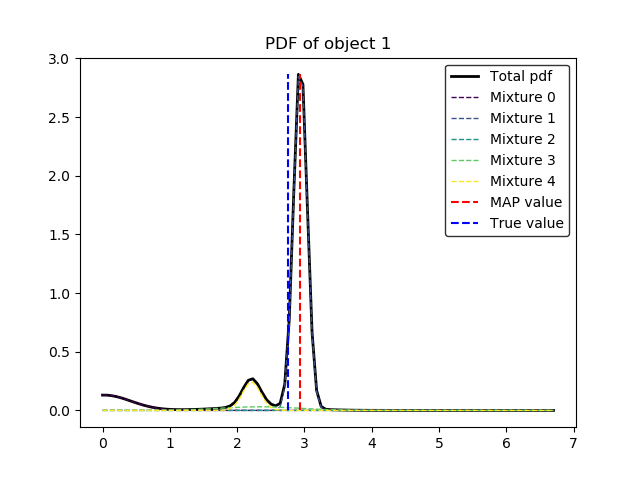 PDF of object 1
3.0
2.5
2.0
1.5
1.0
0.5
0.0
0 1 2 3 4 5 6 7
Total pdf
Mixture 0
Mixture 1
Mixture 2
Mixture 3
Mixture 4
MAP value
True value